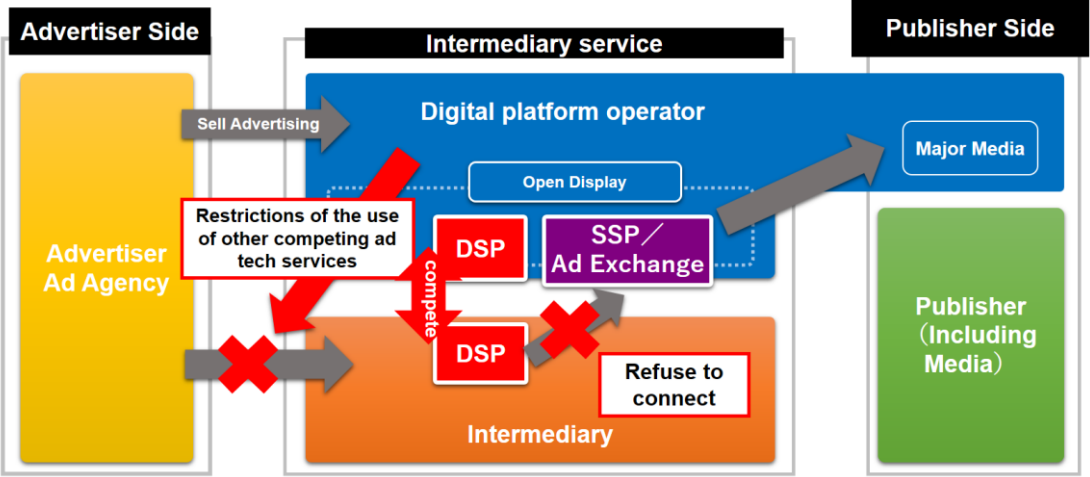 Advertiser Side
Intermediary service
Publisher Side
Sell Advertising
Digital platform operator
Major Media
Open Display
Restrictions of the use
of other competing ad
tech services
DSP
SSP／
Ad Exchange
Advertiser
Ad Agency
compete
DSP
Refuse to
connect
Intermediary
Publisher
（Including
Media）